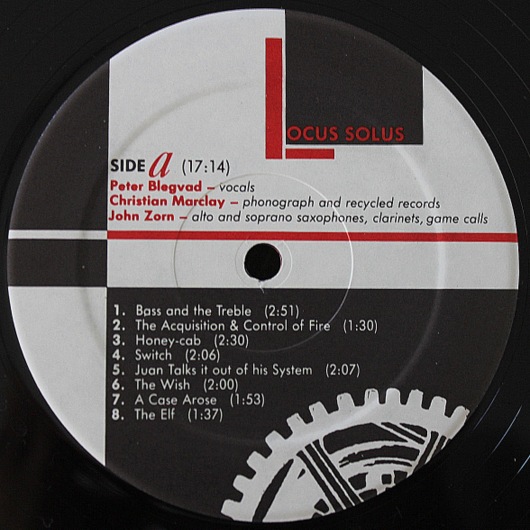 LOCUS SOLUS
SIDE a (17:14)
Peter Blegvad – vocals
Christian Marclay – phonograph and recycled records
John Zorn – alto and soprano saxophones, clarinets, game calls
1. Bass and the Treble (2:51)
2. The Acquisition & Control of Fire (1:30)
3. Honey-cab (2:30)
4. Switch (2:06)
5. Juan Talks it out of his System (2:07)
6. The Wish (2:00)
7. A Case Arose (1:53)
8. The Elf (1:37)